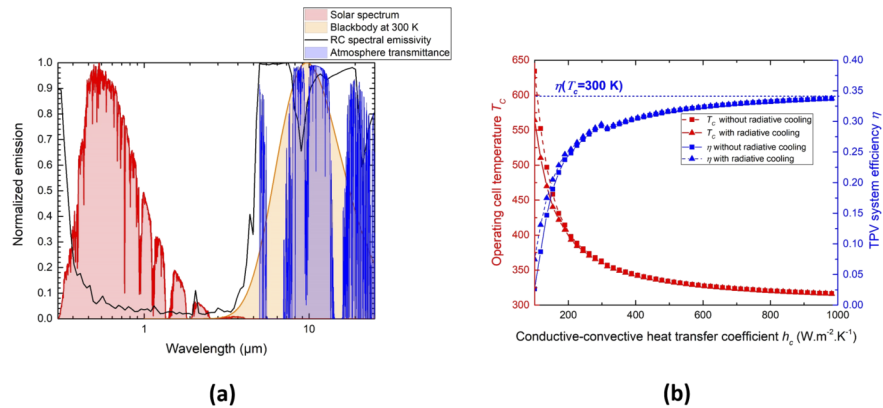 Solar spectrum
Blackbody at 300 K
RC spectral emissivity
Atmosphere transmittance
Normalized emission
1.0
0.9
0.8
0.7
0.6
0.5
0.4
0.3
0.2
0.1
0.0
1
10
Wavelength (µm)
(a)
Operating cell temperature T_C
650
600
550
500
450
400
350
300
η(T_c=300 K)
T_C without radiative cooling
T_C with radiative cooling
η without radiative cooling
η with radiative cooling
0.40
0.35
0.30
0.25
0.20
0.15
0.10
0.05
0.00
TPV system efficiency η
200
400
600
800
1000
Conductive-convective heat transfer coefficient h_c (W.m⁻².K⁻¹)
(b)